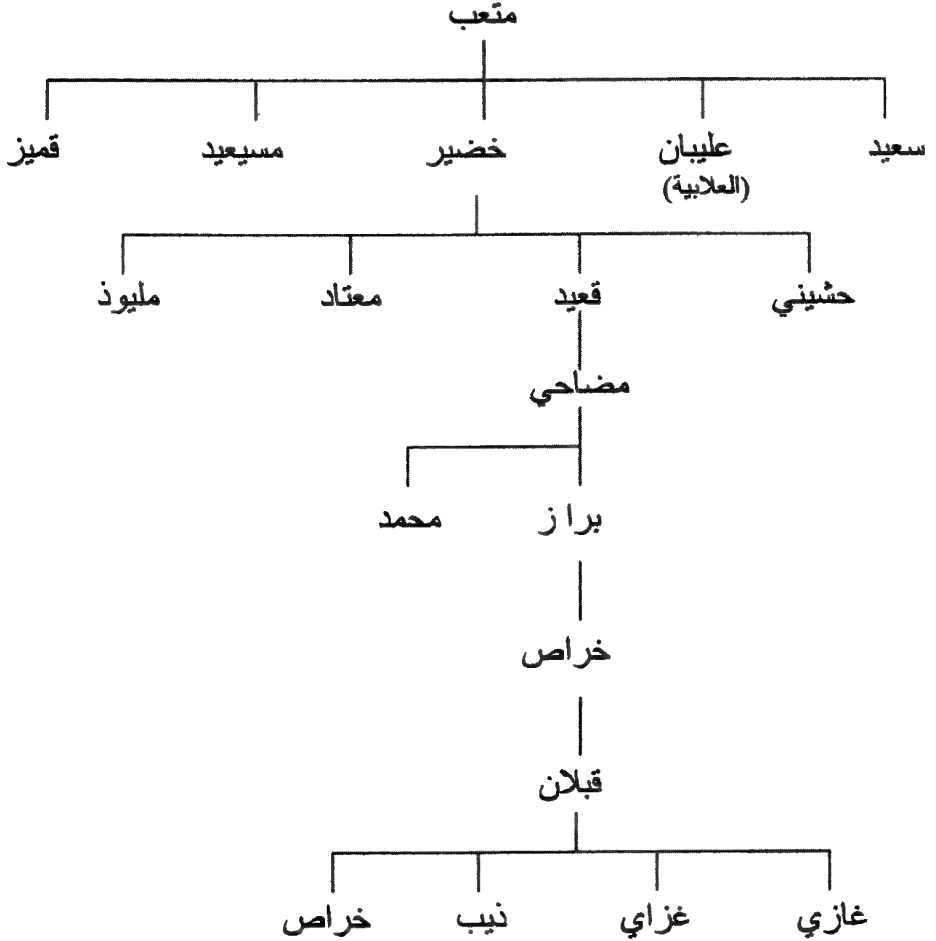 متعب
سعيد عليبان خضير مسيعيد قميز
(العلابية)
حشيني قعيد معتاد مليوذ
مضاحي
براز محمد
خراص
قبلان
غازي غزاي نيب خراص